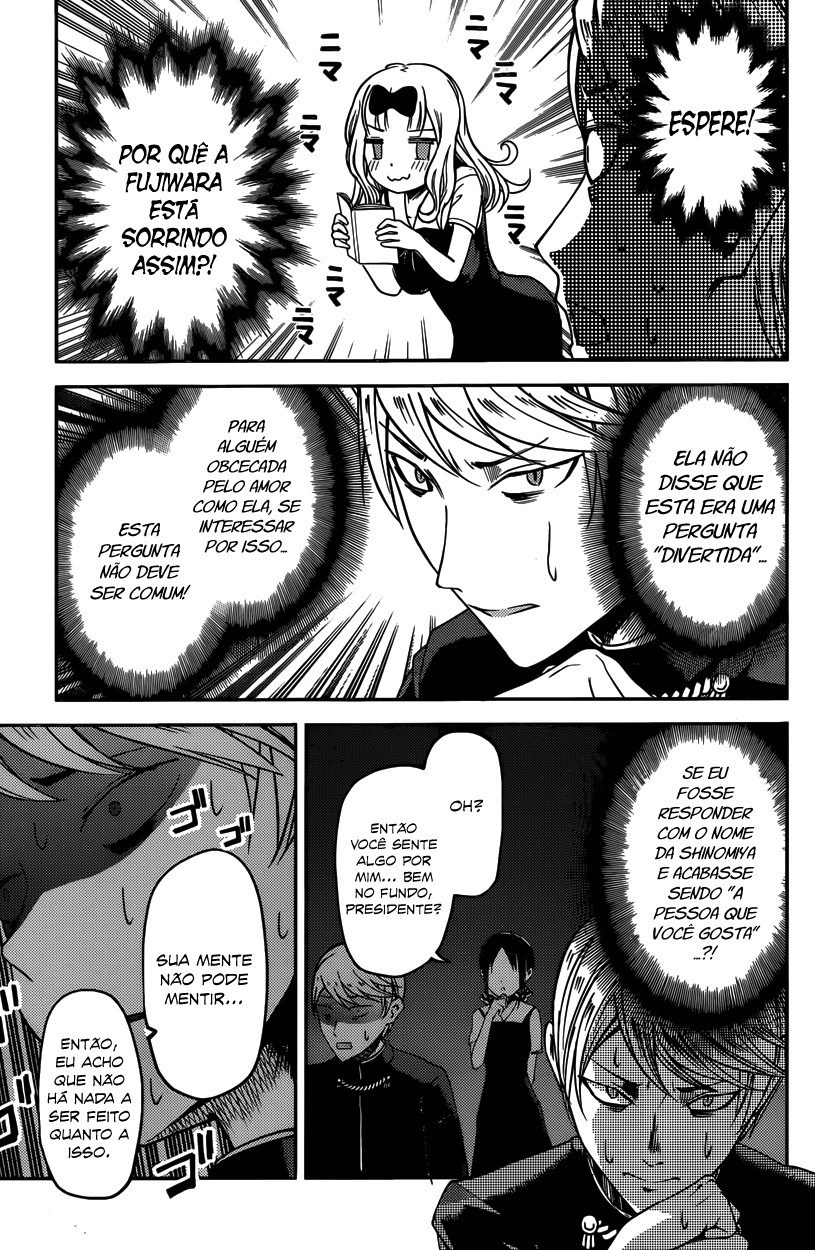 ESPERE!
ニマ
ニマ
ニマ
ニマ
ニマ
ニマ
ニマ
POR QUÊ A
FUJIWARA
ESTÁ
SORRINDO
ASSIM?!
ELA NÃO
DISSE QUE
ESTA ERA UMA
PERGUNTA
"DIVERTIDA"...
PARA
ALGUÉM
OBCECADA
PELO AMOR
COMO ELA, SE
INTERESSAR
POR ISSO...
ESTA
PERGUNTA
NÃO DEVE
SER COMUM!
SE EU
FOSSE
RESPONDER
COM O NOME
DA SHINOMIYA
E ACABASSE
SENDO "A
PESSOA QUE
VOCÊ GOSTA"
...?!
OH?
ENTÃO
VOCÊ SENTE
ALGO POR
MIM... BEM
NO FUNDO,
PRESIDENTE?
ゴゴ
SUA MENTE
NÃO PODE
MENTIR...
ENTÃO,
EU ACHO
QUE NÃO
HÁ NADA A
SER FEITO
QUANTO A
ISSO.
ゴゴ